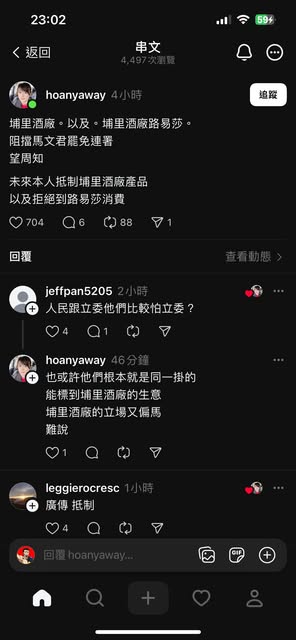 23:02
59
返回
串文
4,497次瀏覽
hoanyaway 4小時
追蹤
埔里酒廠。以及。埔里酒廠路易莎。
阻擋馬文君罷免連署
望周知
未來本人抵制埔里酒廠產品
以及拒絕到路易莎消費
704 6 88 1
回覆
查看動態
jeffpan5205 2小時
人民跟立委他們比較怕立委？
4 1
hoanyaway 46分鐘
也或許他們根本就是同一掛的
能標到埔里酒廠的生意
埔里酒廠的立場又偏馬
難說
1
leggierocresc 1小時
廣傳 抵制
4
回覆 hoanyaway...
GIF